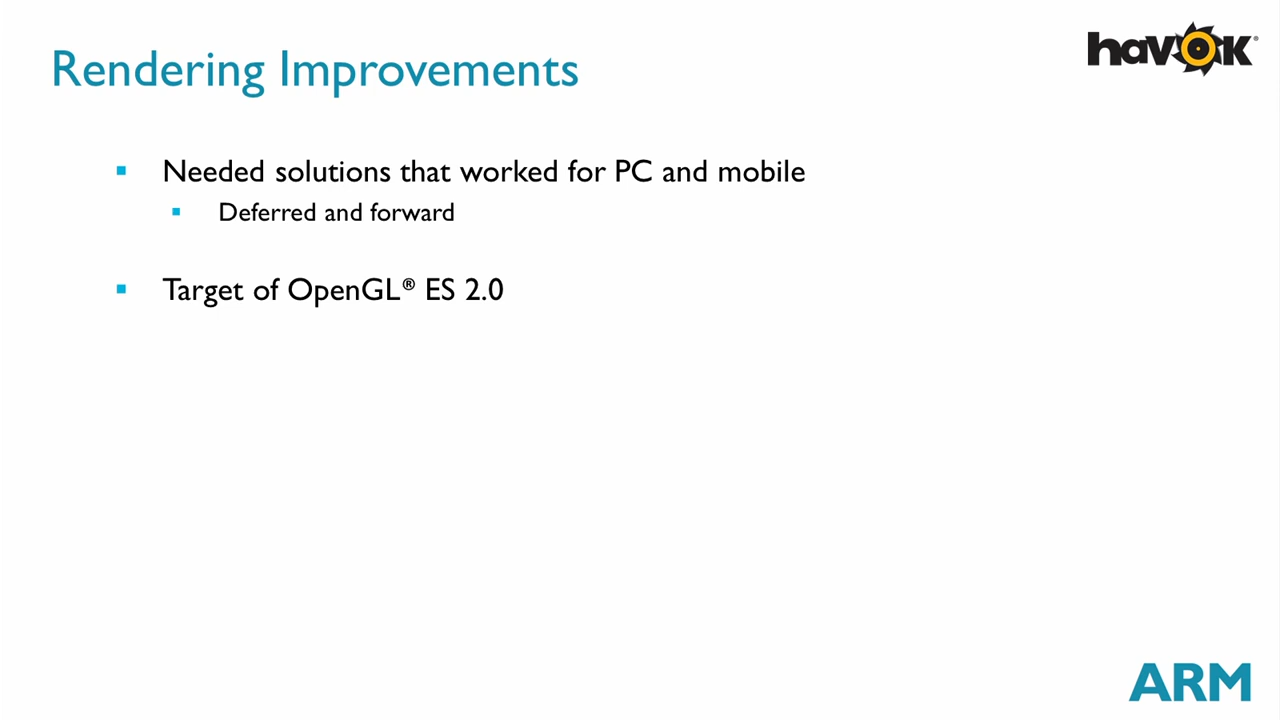 Rendering Improvements
havok®
Needed solutions that worked for PC and mobile
Deferred and forward
Target of OpenGL® ES 2.0
ARM